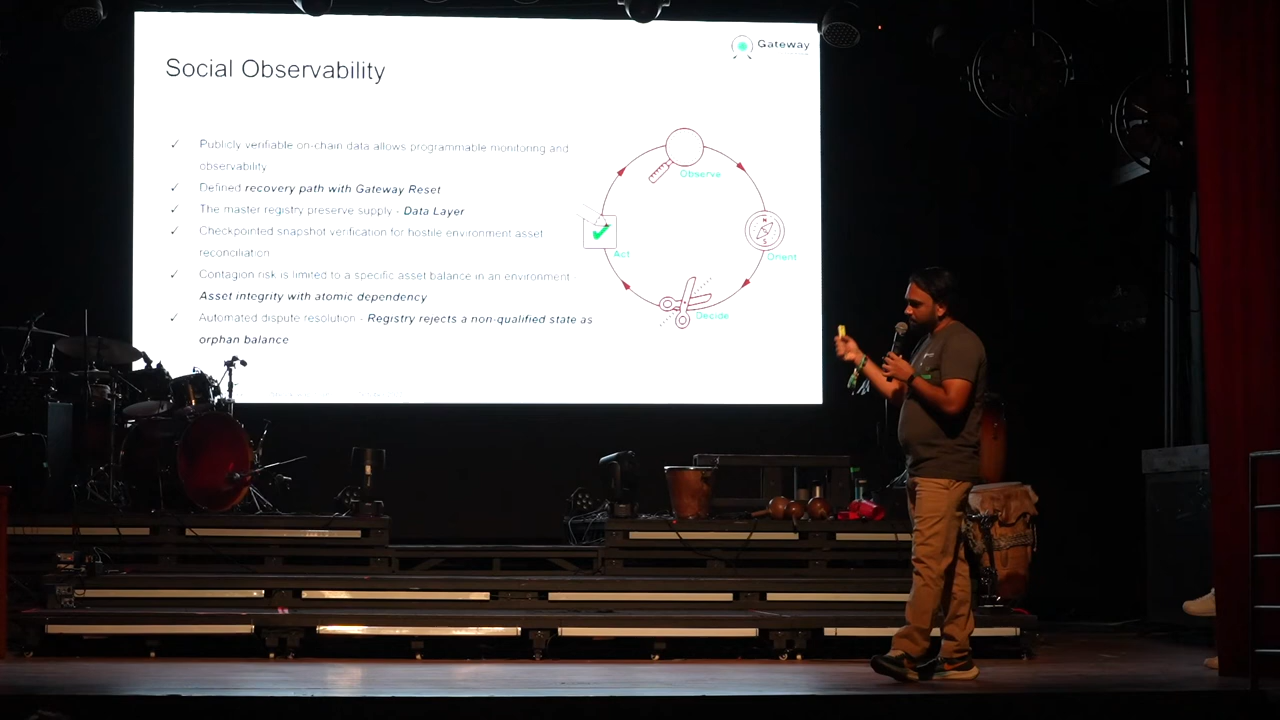 Gateway
Social Observability
✓ Publicly verifiable on-chain data allows programmable monitoring and
observability
✓ Defined recovery path with Gateway Reset
✓ The master registry preserve supply - Data Layer
✓ Checkpointed snapshot verification for hostile environment asset
reconciliation
✓ Contagion risk is limited to a specific asset balance in an environment -
Asset integrity with atomic dependency
✓ Automated dispute resolution - Registry rejects a non-qualified state as
orphan balance
Observe
N
S
Orient
Decide
Act